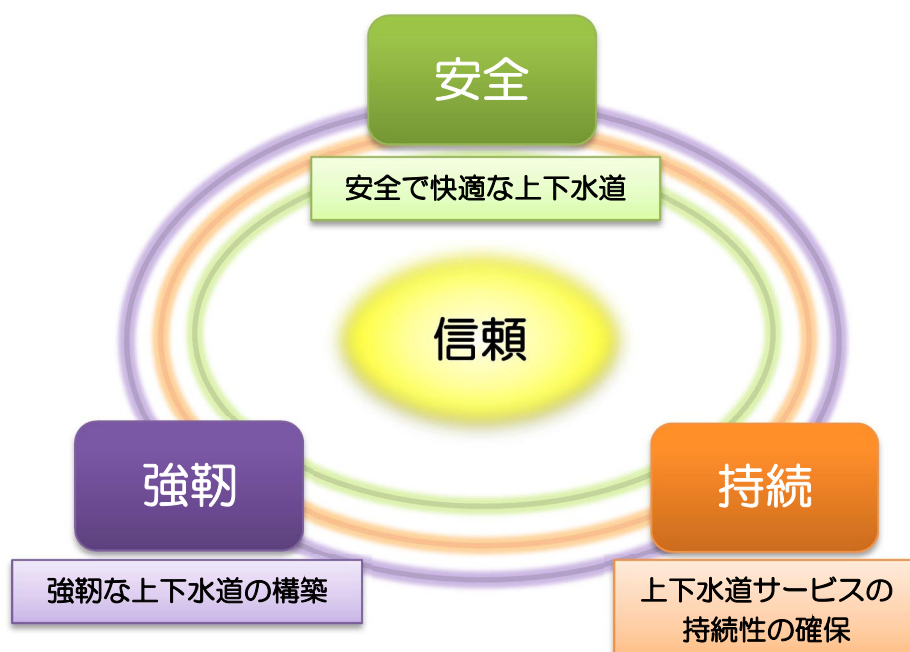 安全
安全で快適な上下水道
信頼
強靭
強靭な上下水道の構築
持続
上下水道サービスの
持続性の確保